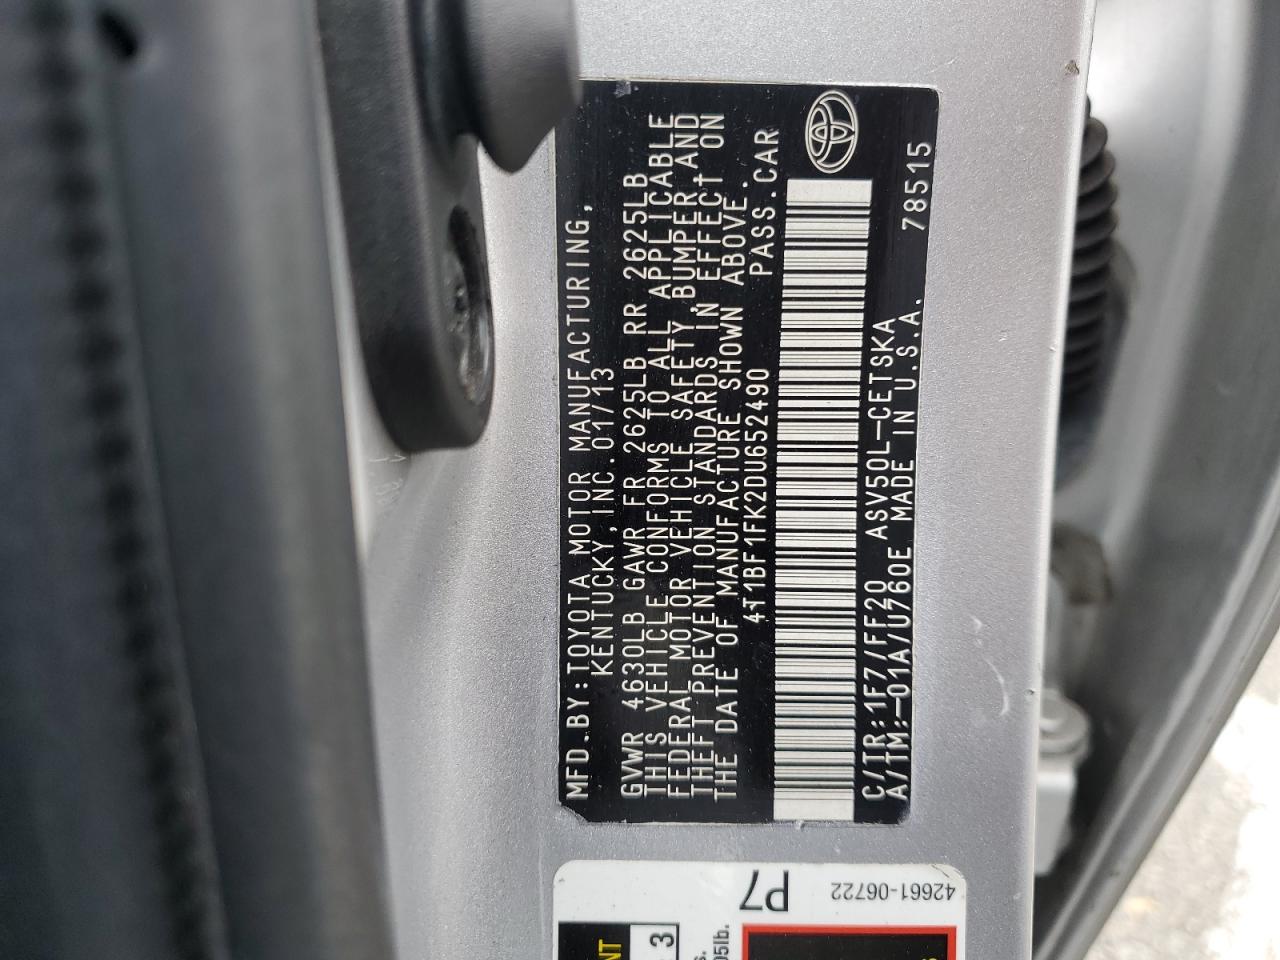 MFD.BY:TOYOTA MOTOR MANUFACTURING,
KENTUCKY,INC.01/13
GVWR 4630LB GAWR FR 2625LB RR 2625LB
THIS VEHICLE CONFORMS TO ALL APPLICABLE
FEDERAL MOTOR VEHICLE SAFETY,BUMPER,AND
THEFT PREVENTION STANDARDS IN EFFECT ON
THE DATE OF MANUFACTURE SHOWN ABOVE.
4T1BF1FK2DU652490 PASS.CAR
C/TR:1F7/FF20 ASV50L-CETSKA
A/TM:-01A/U760E MADE IN U.S.A. 78515
P7
42661-06722
NT
3
s.
05lb.